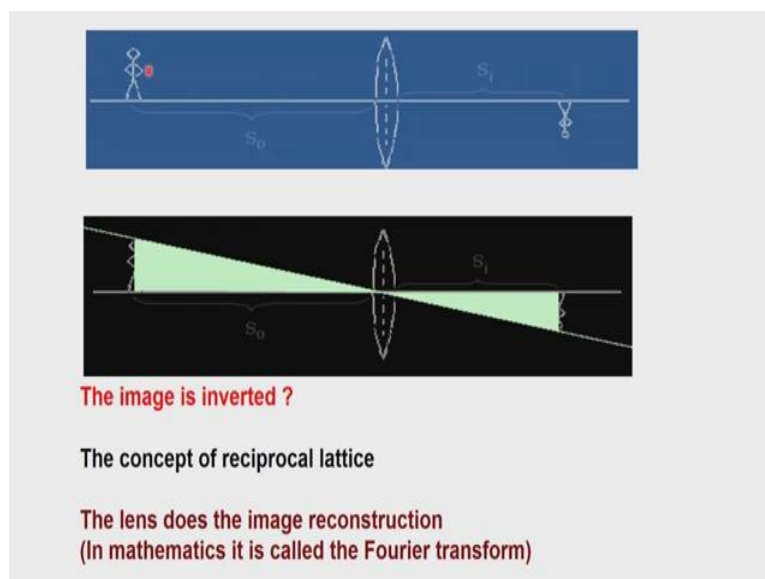 Sᵢ
Sₒ
Sᵢ
Sₒ
The image is inverted ?
The concept of reciprocal lattice
The lens does the image reconstruction
(In mathematics it is called the Fourier transform)